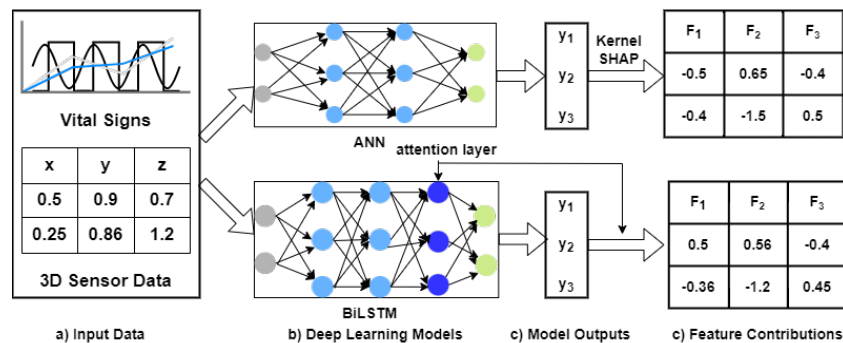 Vital Signs
x y z
0.5 0.9 0.7
0.25 0.86 1.2
3D Sensor Data
ANN
attention layer
BiLSTM
y1
y2
y3
y1
y2
y3
Kernel
SHAP
F1 F2 F3
-0.5 0.65 -0.4
-0.4 -1.5 0.5
F1 F2 F3
0.5 0.56 -0.4
-0.36 -1.2 0.45
a) Input Data b) Deep Learning Models c) Model Outputs c) Feature Contributions